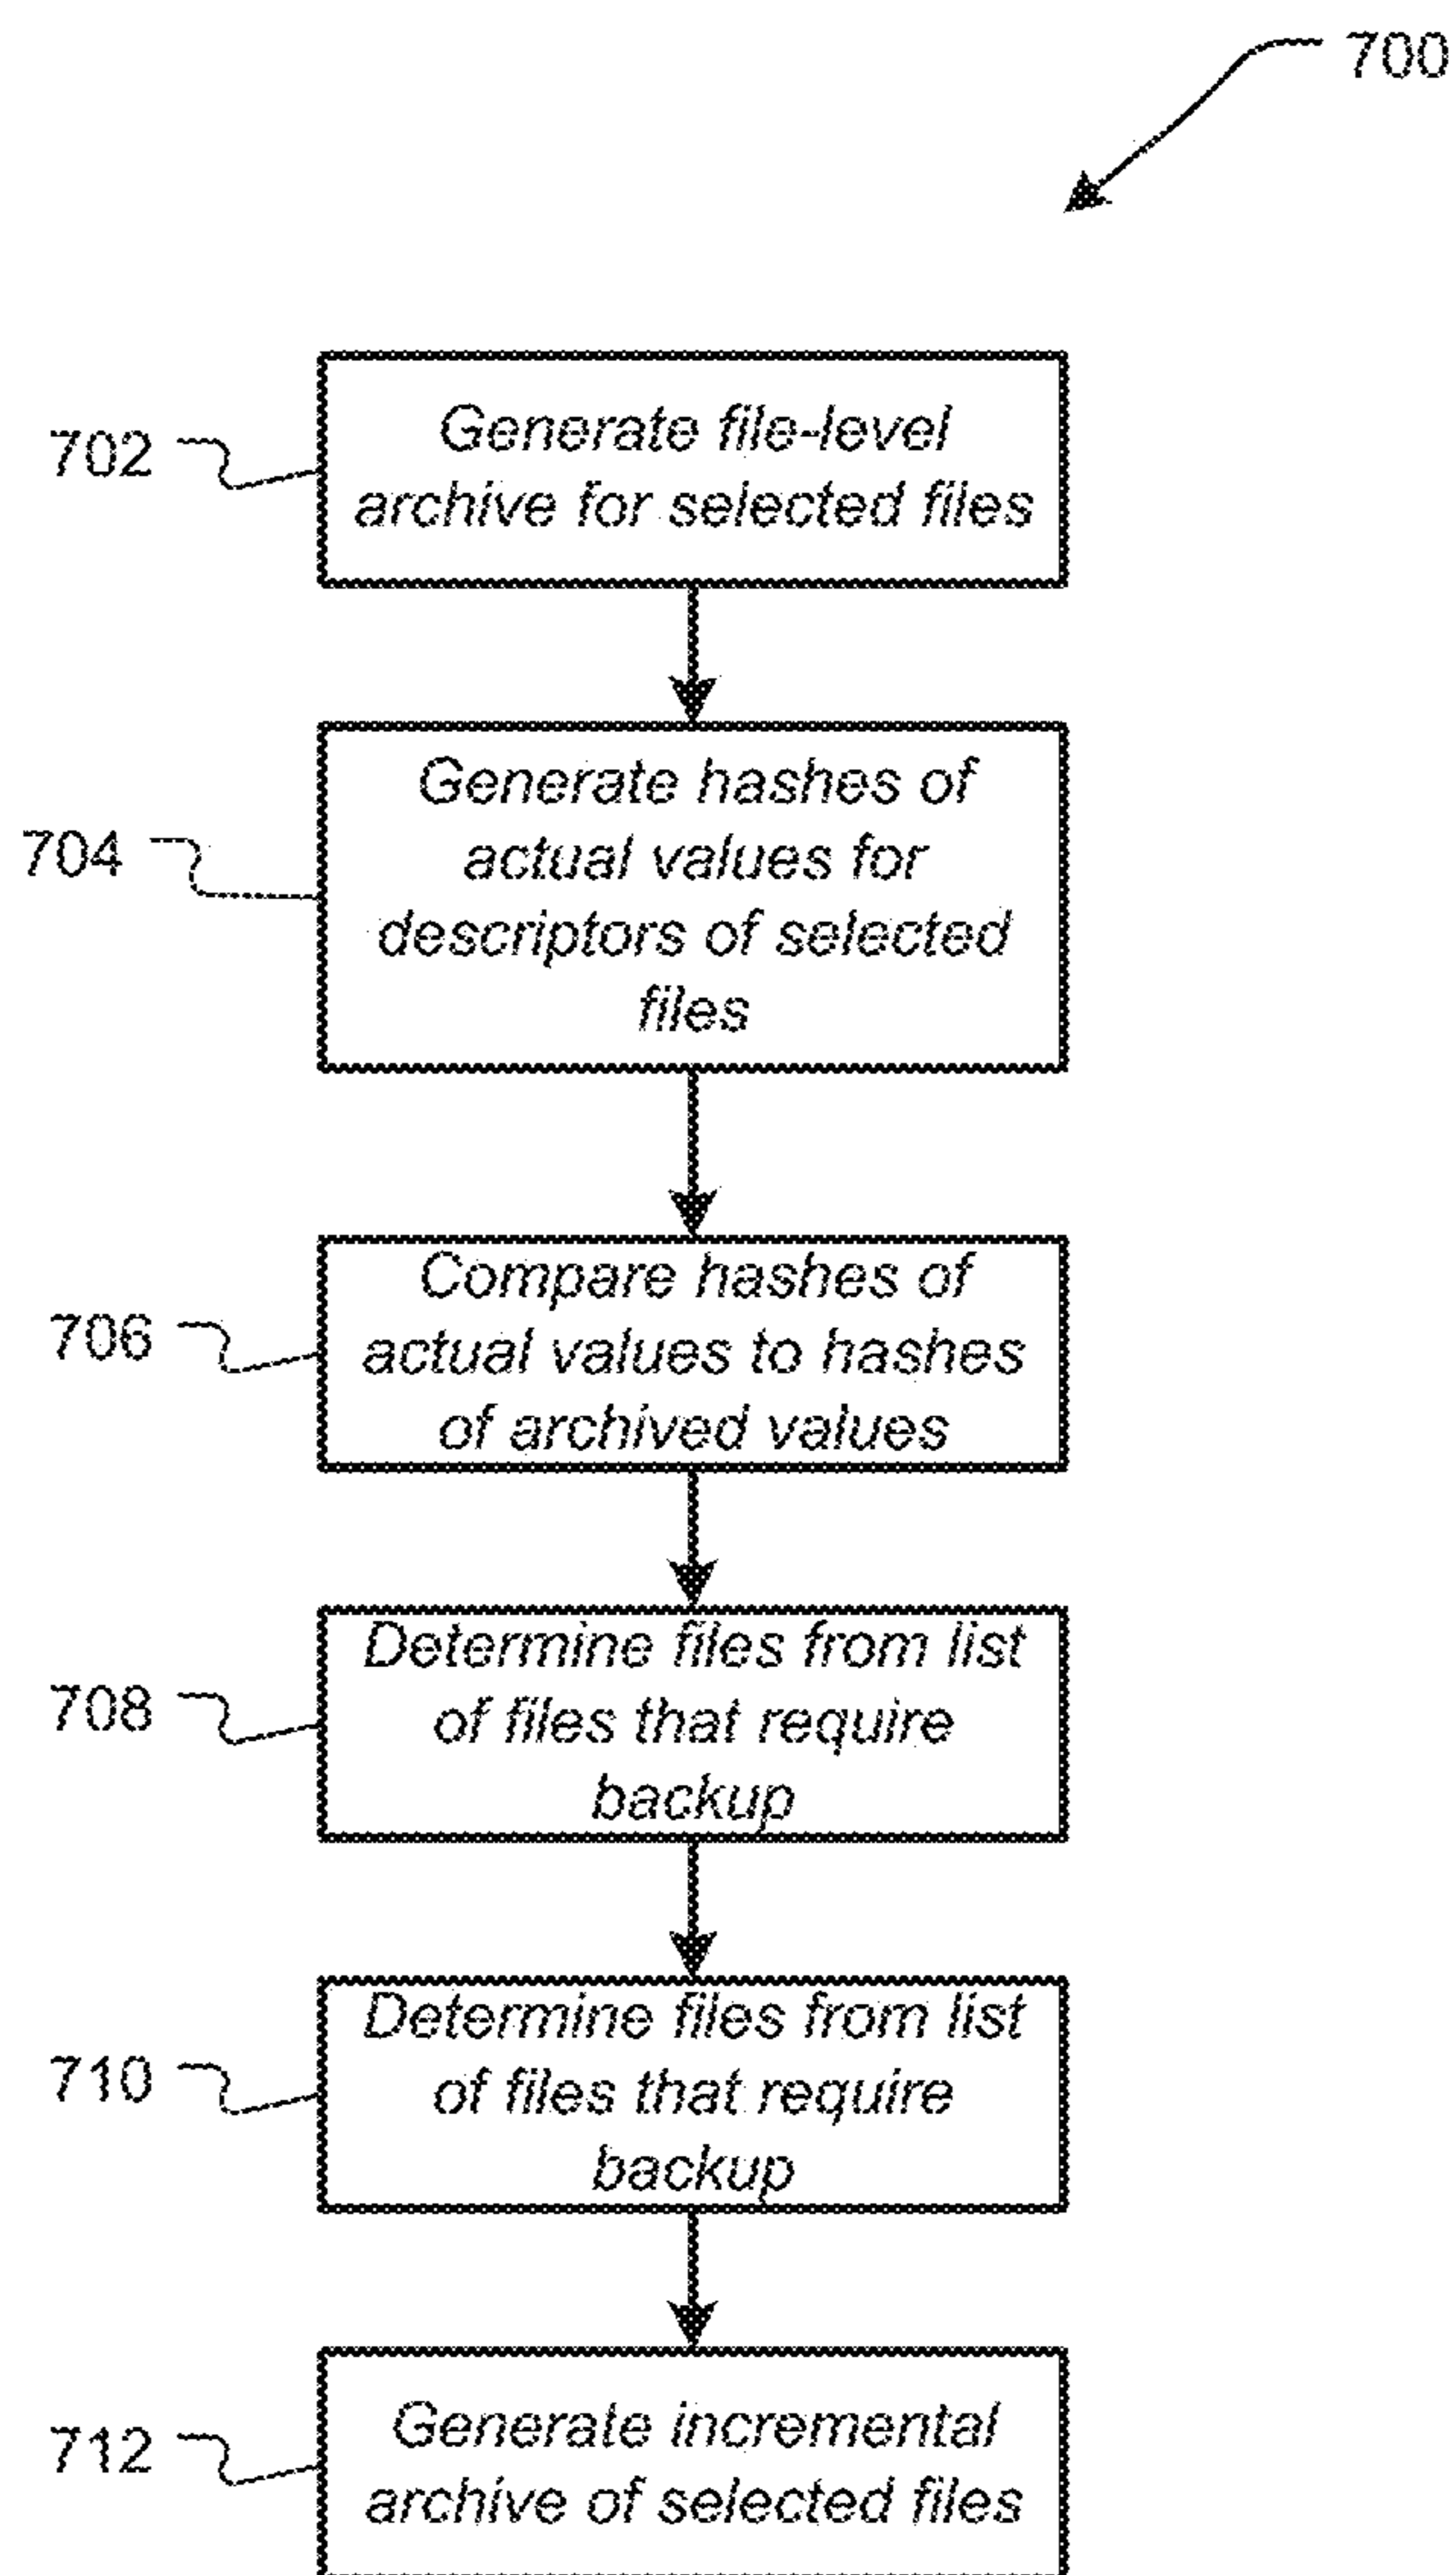 700
702
Generate file-level
archive for selected files
704
Generate hashes of
actual values for
descriptors of selected
files
706
Compare hashes of
actual values to hashes
of archived values
708
Determine files from list
of files that require
backup
710
Determine files from list
of files that require
backup
712
Generate incremental
archive of selected files